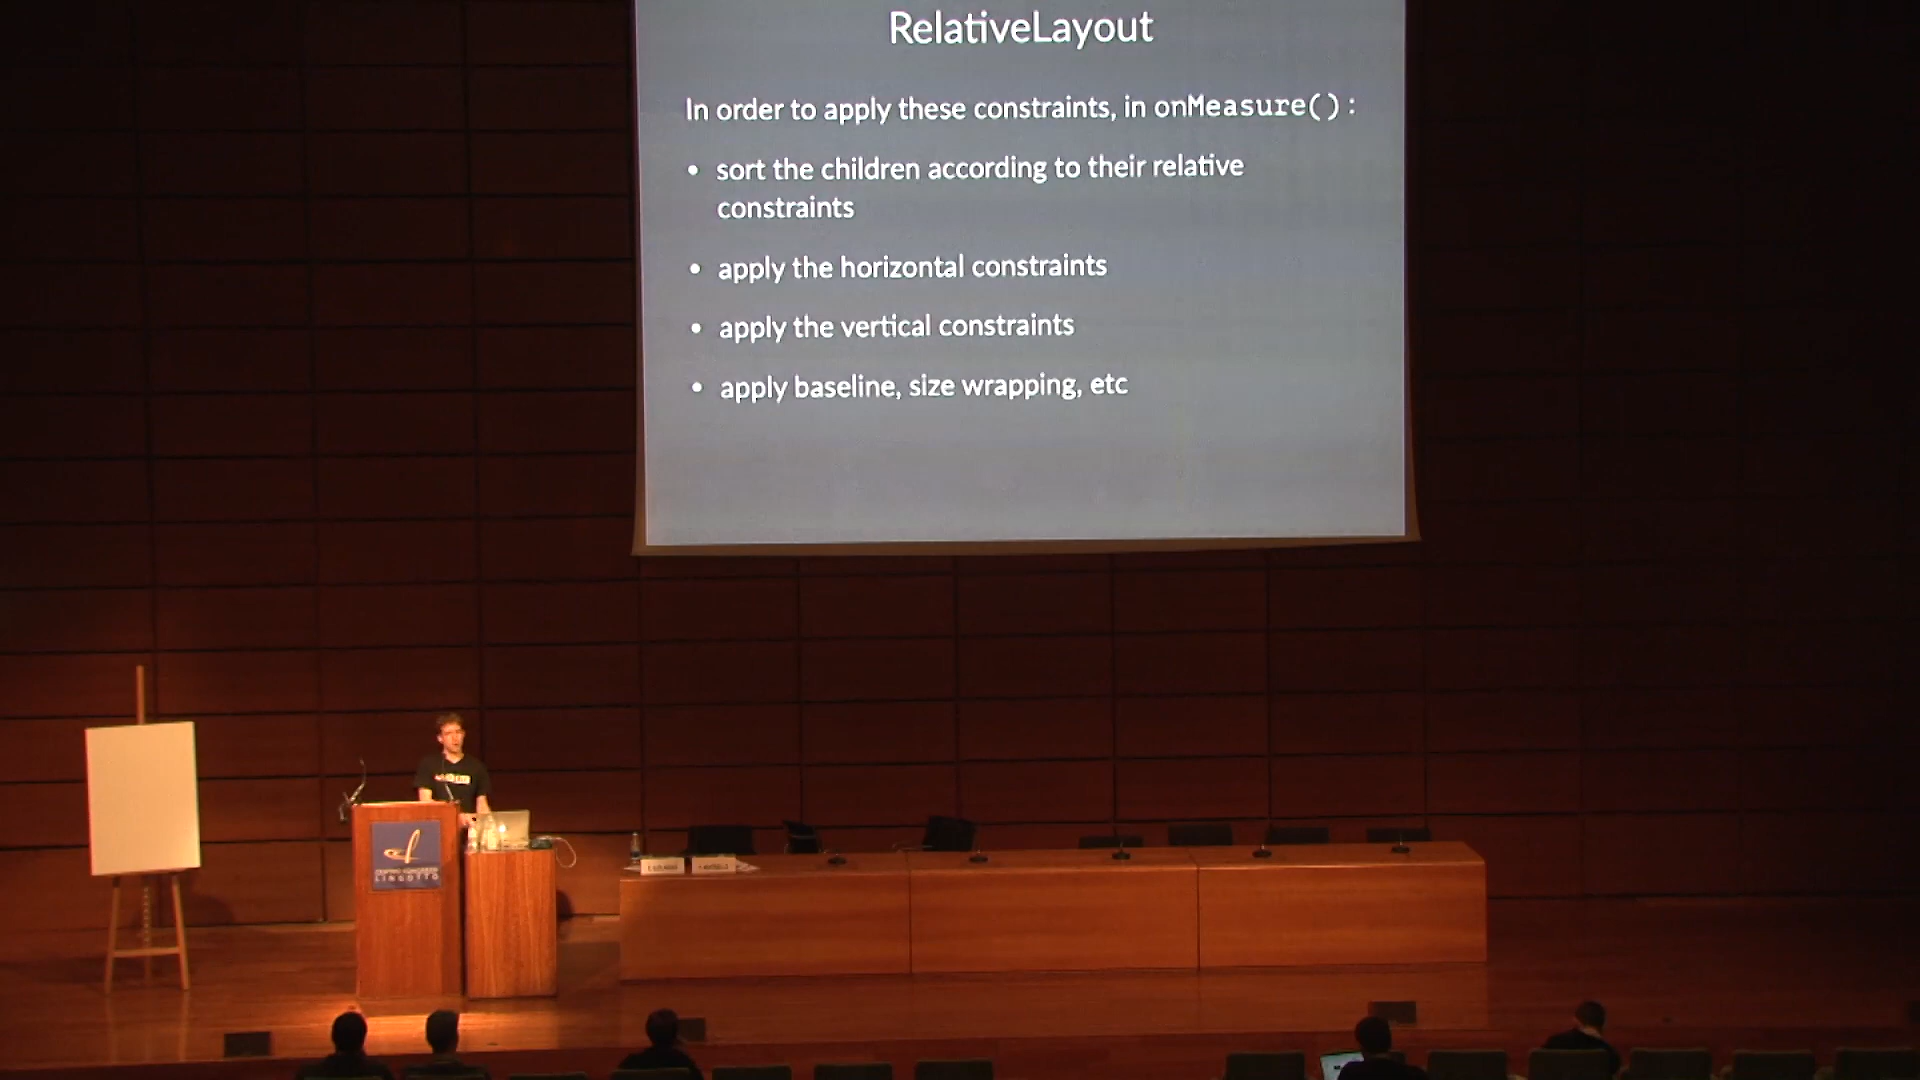 RelativeLayout
In order to apply these constraints, in onMeasure():
• sort the children according to their relative
constraints
• apply the horizontal constraints
• apply the vertical constraints
• apply baseline, size wrapping, etc
LINGOTTO